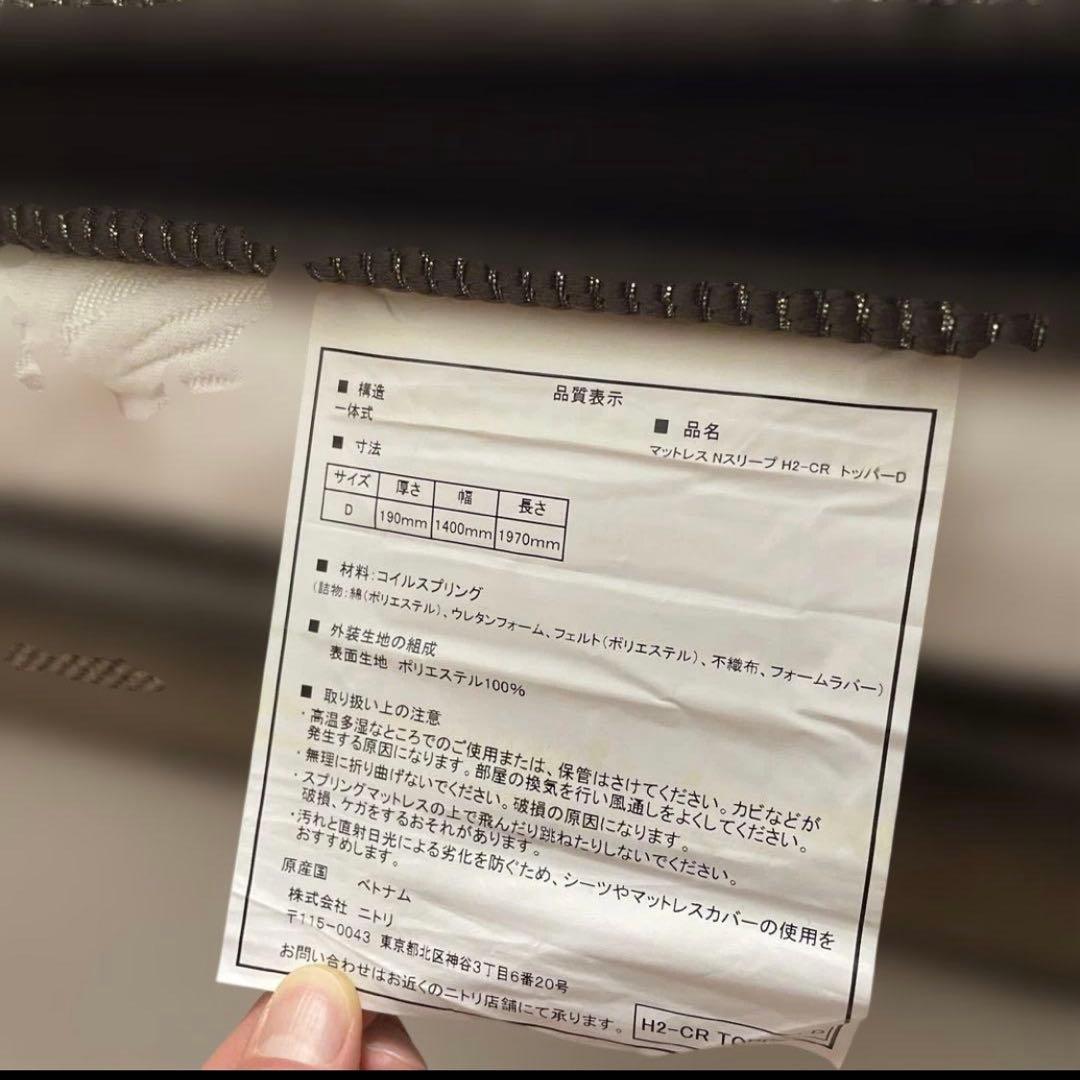 品質表示
■ 構造
一体式
■ 品名
マットレス Nスリープ H2-CR トッパーD
■ 寸法
サイズ 厚さ 幅 長さ
D 190mm 1400mm 1970mm
■ 材料：コイルスプリング
（詰物：綿（ポリエステル）、ウレタンフォーム、フェルト（ポリエステル）、不織布、フォームラバー）
■ 外装生地の組成
表面生地 ポリエステル100%
■ 取り扱い上の注意
・高温多湿なところでのご使用または、保管はさけてください。カビなどが
発生する原因になります。部屋の換気を行い風通しをよくしてください。
・無理に折り曲げないでください。破損の原因になります。
・スプリングマットレスの上で飛んだり跳ねたりしないでください。
破損、ケガをするおそれがあります。
・汚れと直射日光による劣化を防ぐため、シーツやマットレスカバーの使用を
おすすめします。
原産国 ベトナム
株式会社 ニトリ
〒115-0043 東京都北区神谷3丁目6番20号
お問い合わせはお近くのニトリ店舗にて承ります。
H2-CR D